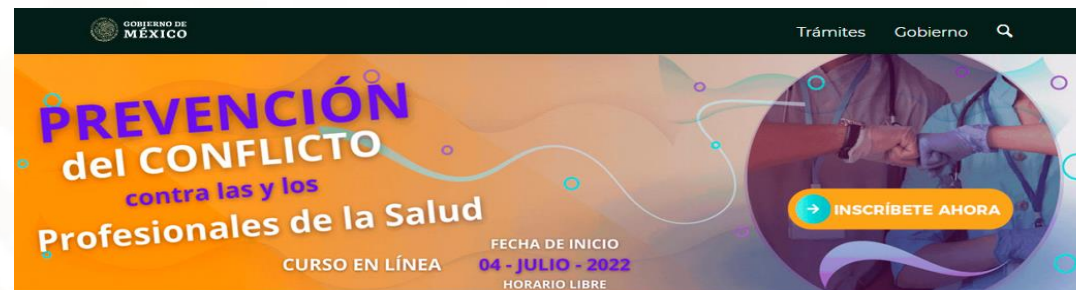 GOBIERNO DE
MÉXICO
Trámites Gobierno
PREVENCIÓN
del CONFLICTO
contra las y los
Profesionales de la Salud
CURSO EN LÍNEA
FECHA DE INICIO
04 - JULIO - 2022
HORARIO LIBRE
INSCRÍBETE AHORA